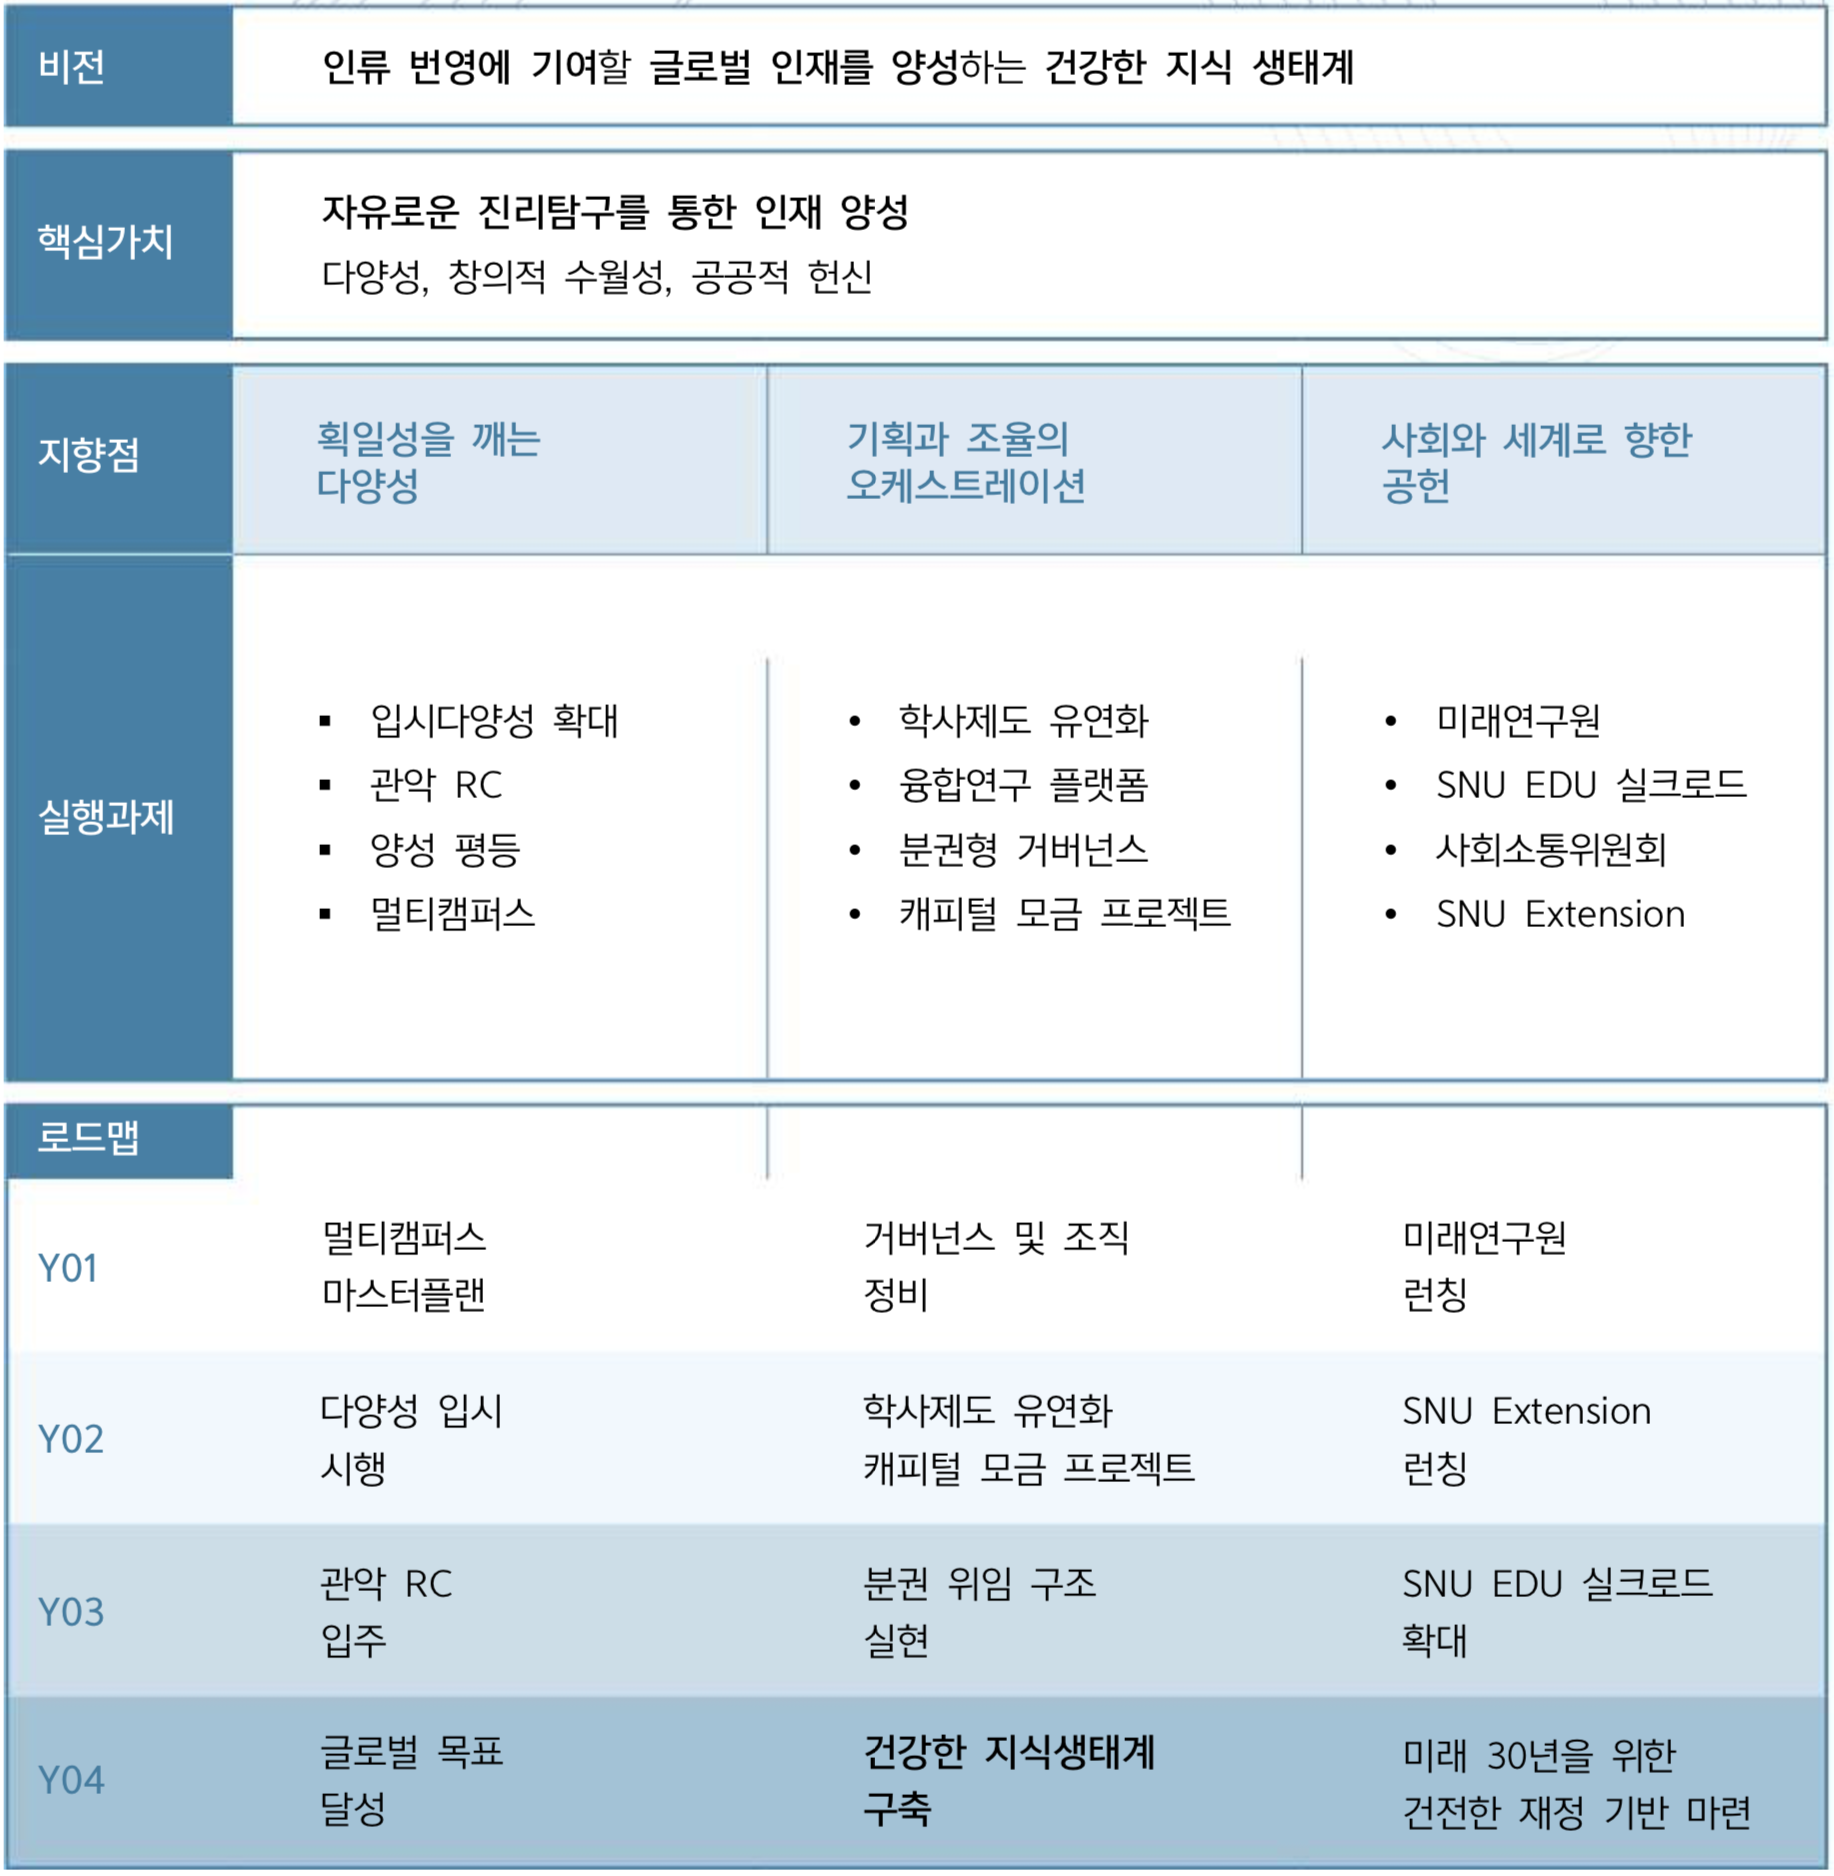 비전
인류 번영에 기여할 글로벌 인재를 양성하는 건강한 지식 생태계
핵심가치
자유로운 진리탐구를 통한 인재 양성
다양성, 창의적 수월성, 공공적 헌신
지향점
획일성을 깨는
다양성
기획과 조율의
오케스트레이션
사회와 세계로 향한
공헌
실행과제
▪ 입시다양성 확대
▪ 관악 RC
▪ 양성 평등
▪ 멀티캠퍼스
• 학사제도 유연화
• 융합연구 플랫폼
• 분권형 거버넌스
• 캐피털 모금 프로젝트
• 미래연구원
• SNU EDU 실크로드
• 사회소통위원회
• SNU Extension
로드맵
Y01
멀티캠퍼스
마스터플랜
거버넌스 및 조직
정비
미래연구원
런칭
Y02
다양성 입시
시행
학사제도 유연화
캐피털 모금 프로젝트
SNU Extension
런칭
Y03
관악 RC
입주
분권 위임 구조
실현
SNU EDU 실크로드
확대
Y04
글로벌 목표
달성
건강한 지식생태계
구축
미래 30년을 위한
건전한 재정 기반 마련